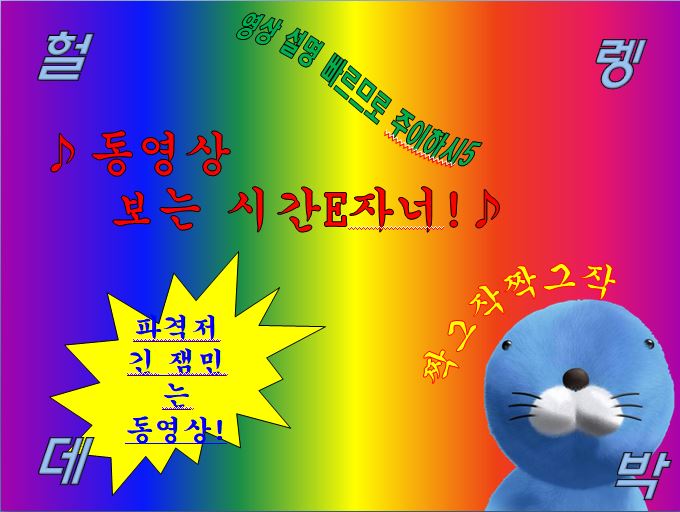 헐
렝
영상 설명 빠르므로 주이하시5
♪동영상
보는 시간E자너!♪
짝그작짝그작
파격저
긴 잼민
는
동영상!
데
박